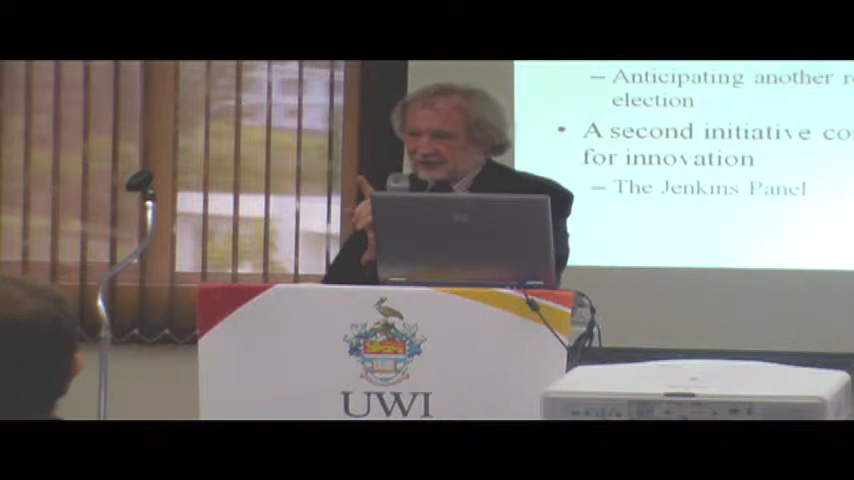 – Anticipating another
election
• A second initiative
for innovation
– The Jenkins Panel
UWI